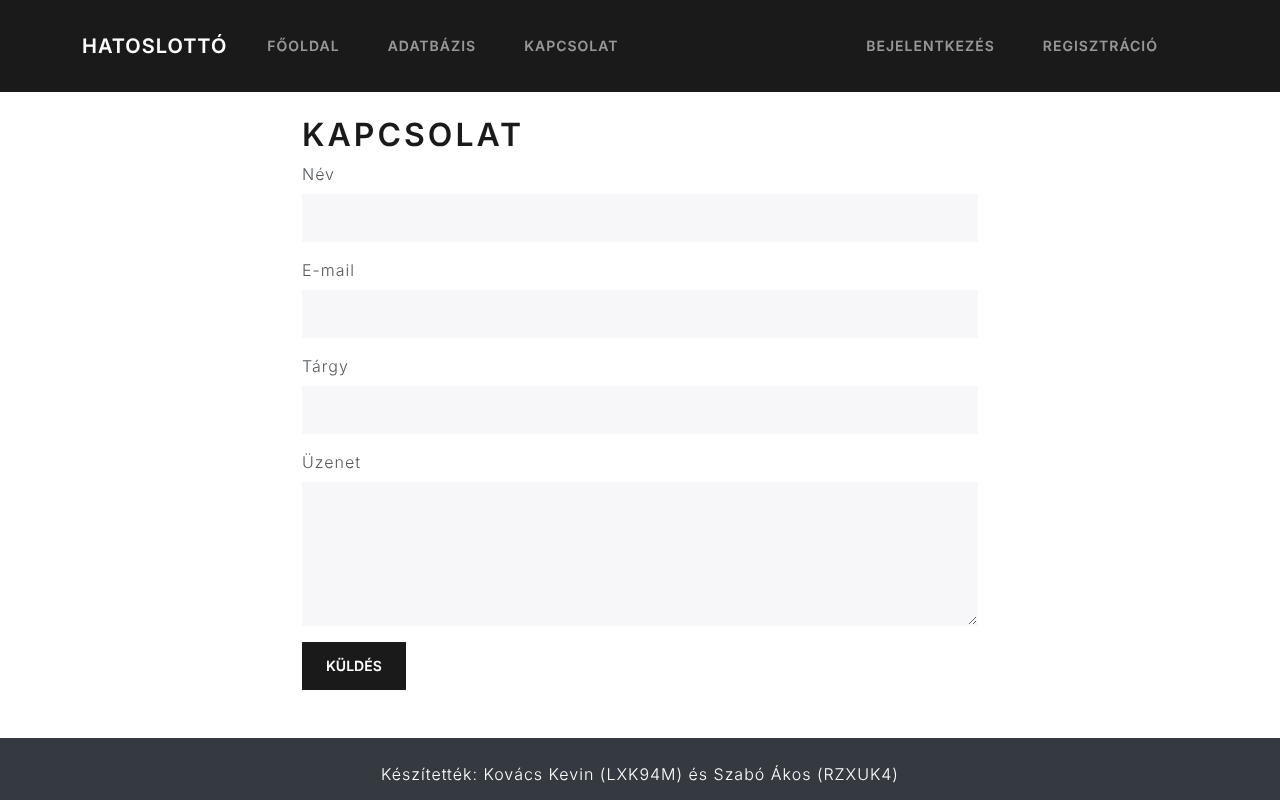 HATOSLOTTÓ FŐOLDAL ADATBÁZIS KAPCSOLAT BEJELENTKEZÉS REGISZTRÁCIÓ
KAPCSOLAT
Név
E-mail
Tárgy
Üzenet
KÜLDÉS
Készítették: Kovács Kevin (LXK94M) és Szabó Ákos (RZXUK4)